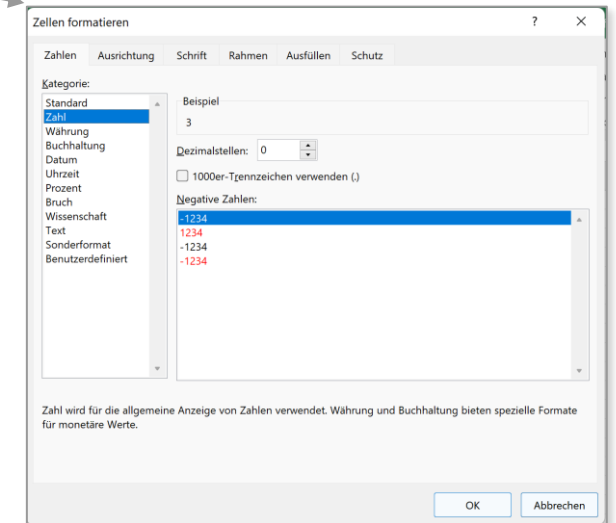 Zellen formatieren ? ×
Zahlen Ausrichtung Schrift Rahmen Ausfüllen Schutz
Kategorie:
Standard
Zahl
Währung
Buchhaltung
Datum
Uhrzeit
Prozent
Bruch
Wissenschaft
Text
Sonderformat
Benutzerdefiniert
Beispiel
3
Dezimalstellen: 0
1000er-Trennzeichen verwenden (.)
Negative Zahlen:
-1234
1234
-1234
-1234
Zahl wird für die allgemeine Anzeige von Zahlen verwendet. Währung und Buchhaltung bieten spezielle Formate
für monetäre Werte.
OK Abbrechen